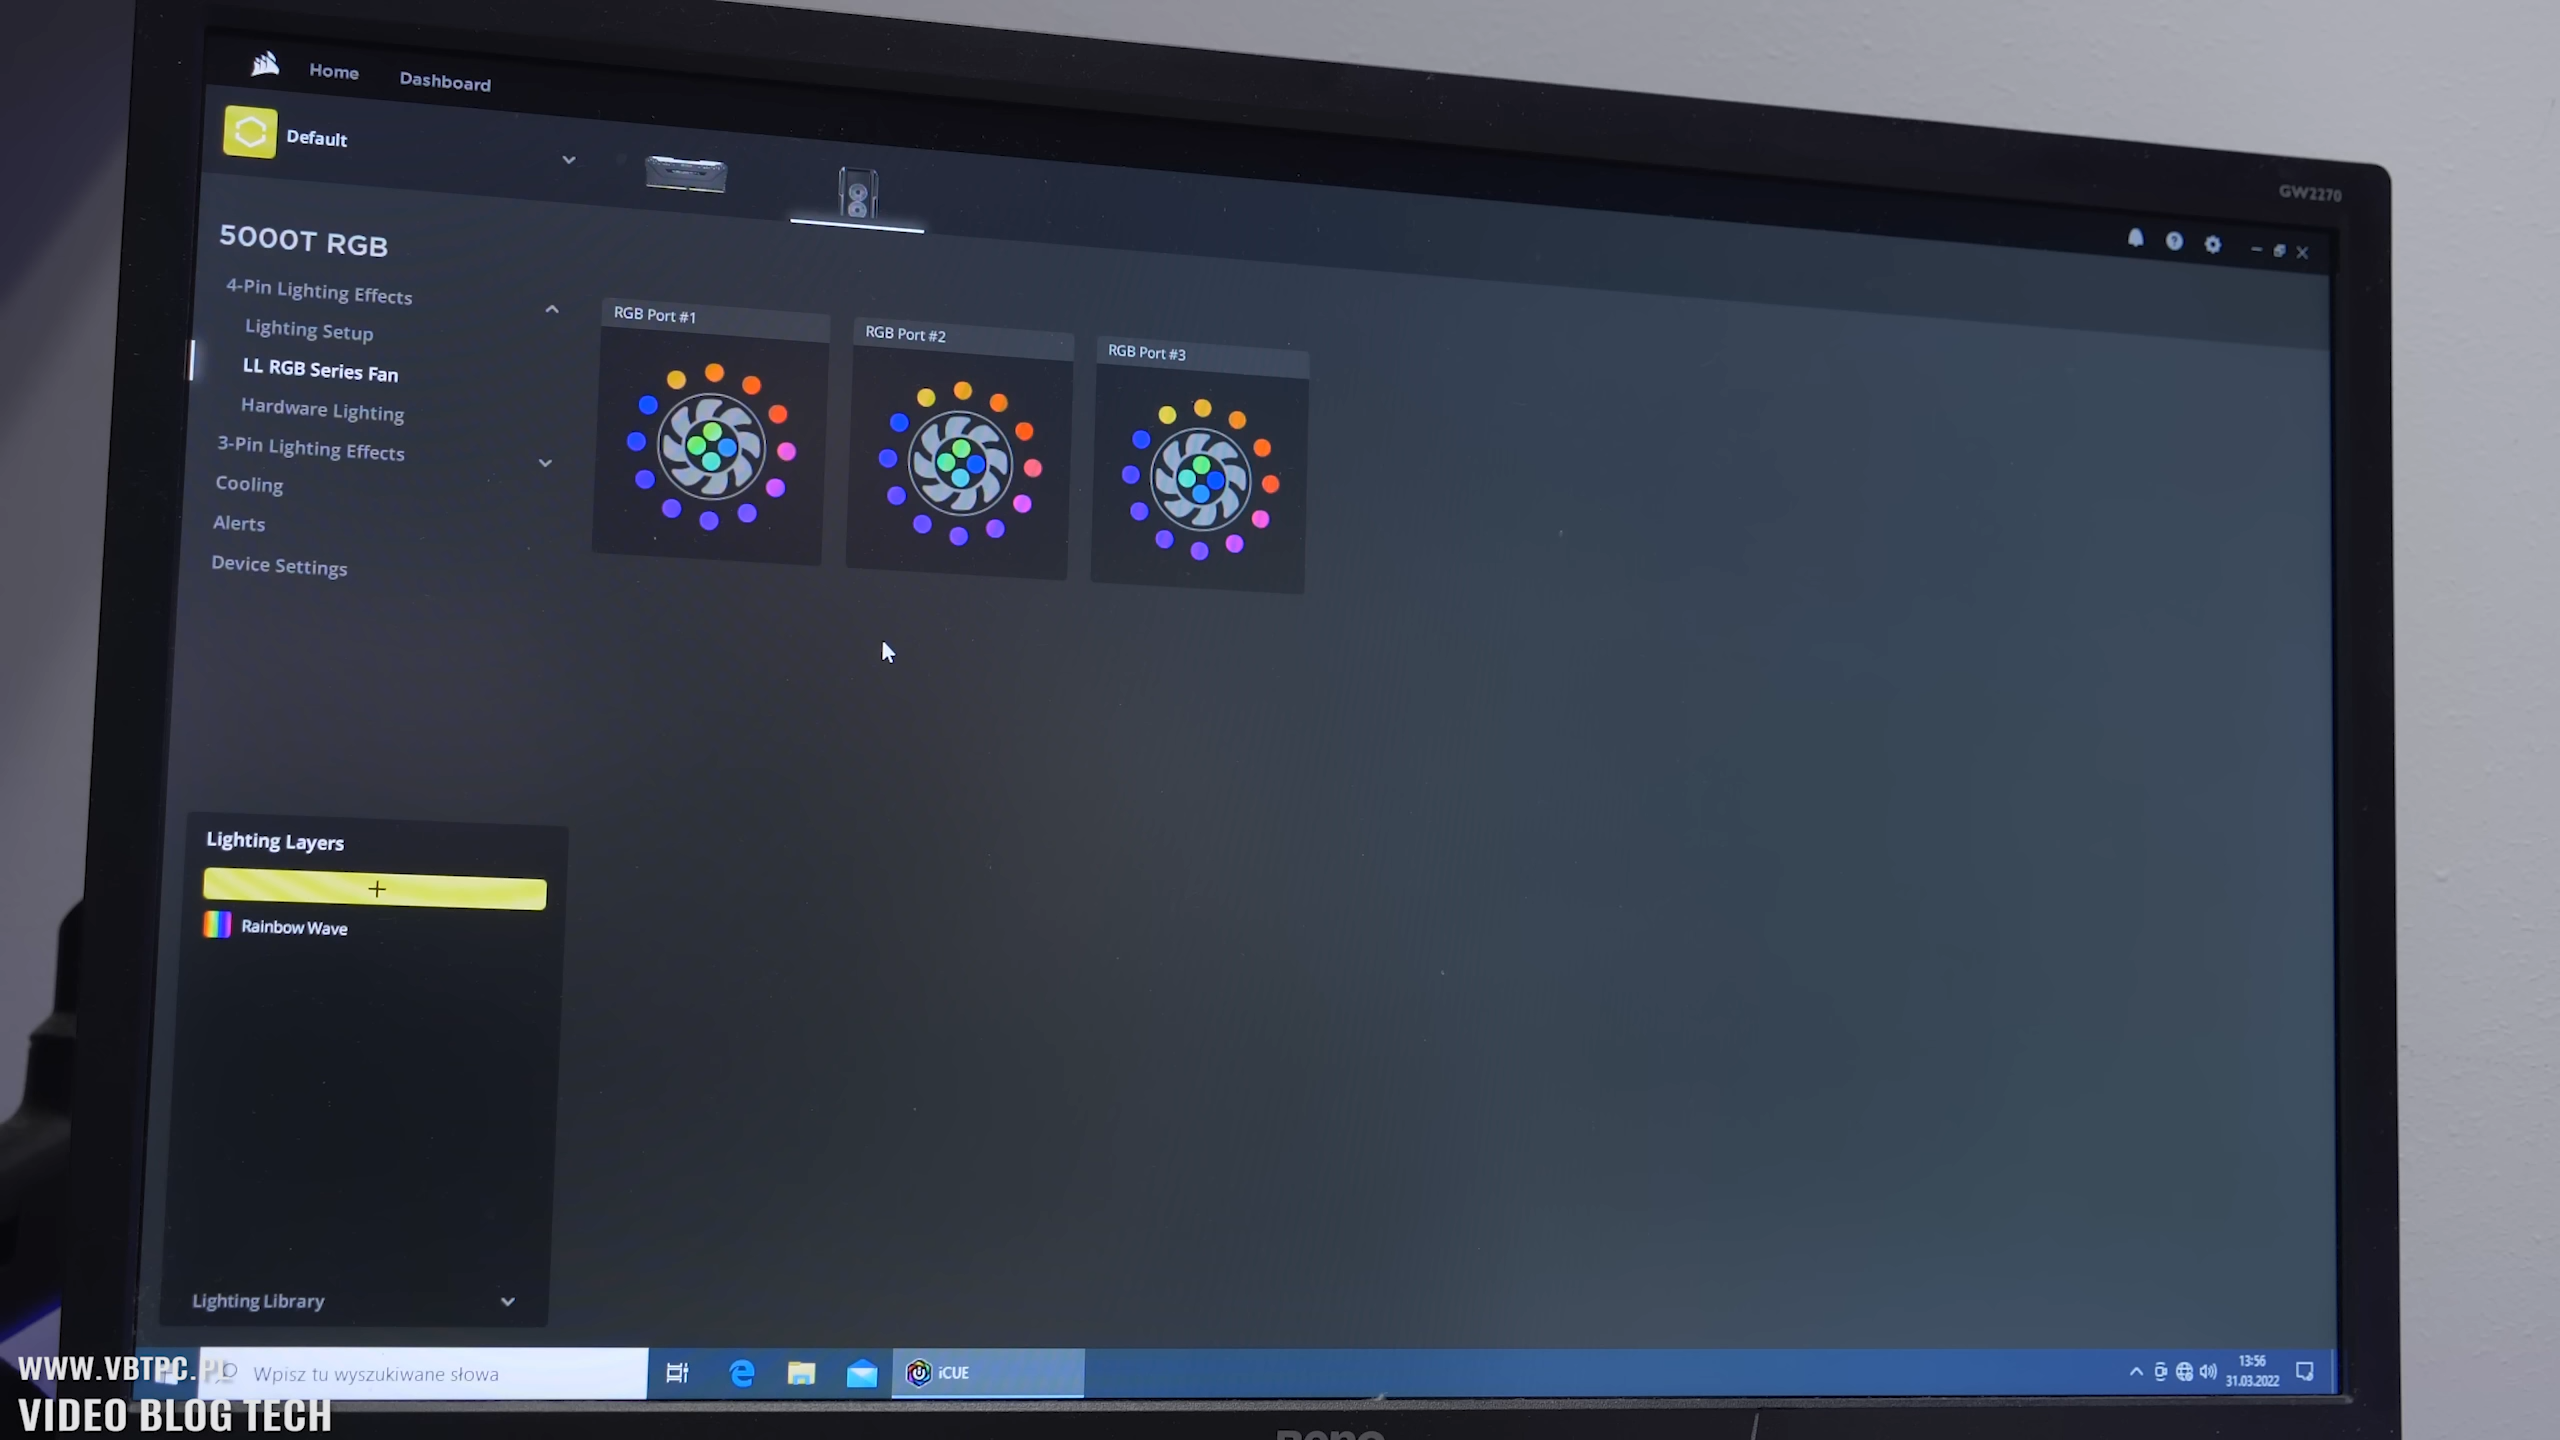 Home Dashboard
Default
GW2270
5000T RGB
4-Pin Lighting Effects
Lighting Setup
LL RGB Series Fan
Hardware Lighting
3-Pin Lighting Effects
Cooling
Alerts
Device Settings
RGB Port #1
RGB Port #2
RGB Port #3
Lighting Layers
+
Rainbow Wave
Lighting Library
Wpisz tu wyszukiwane słowa
iCUE
13:56
31.03.2022
WWW.VBTPC.PL
VIDEO BLOG TECH